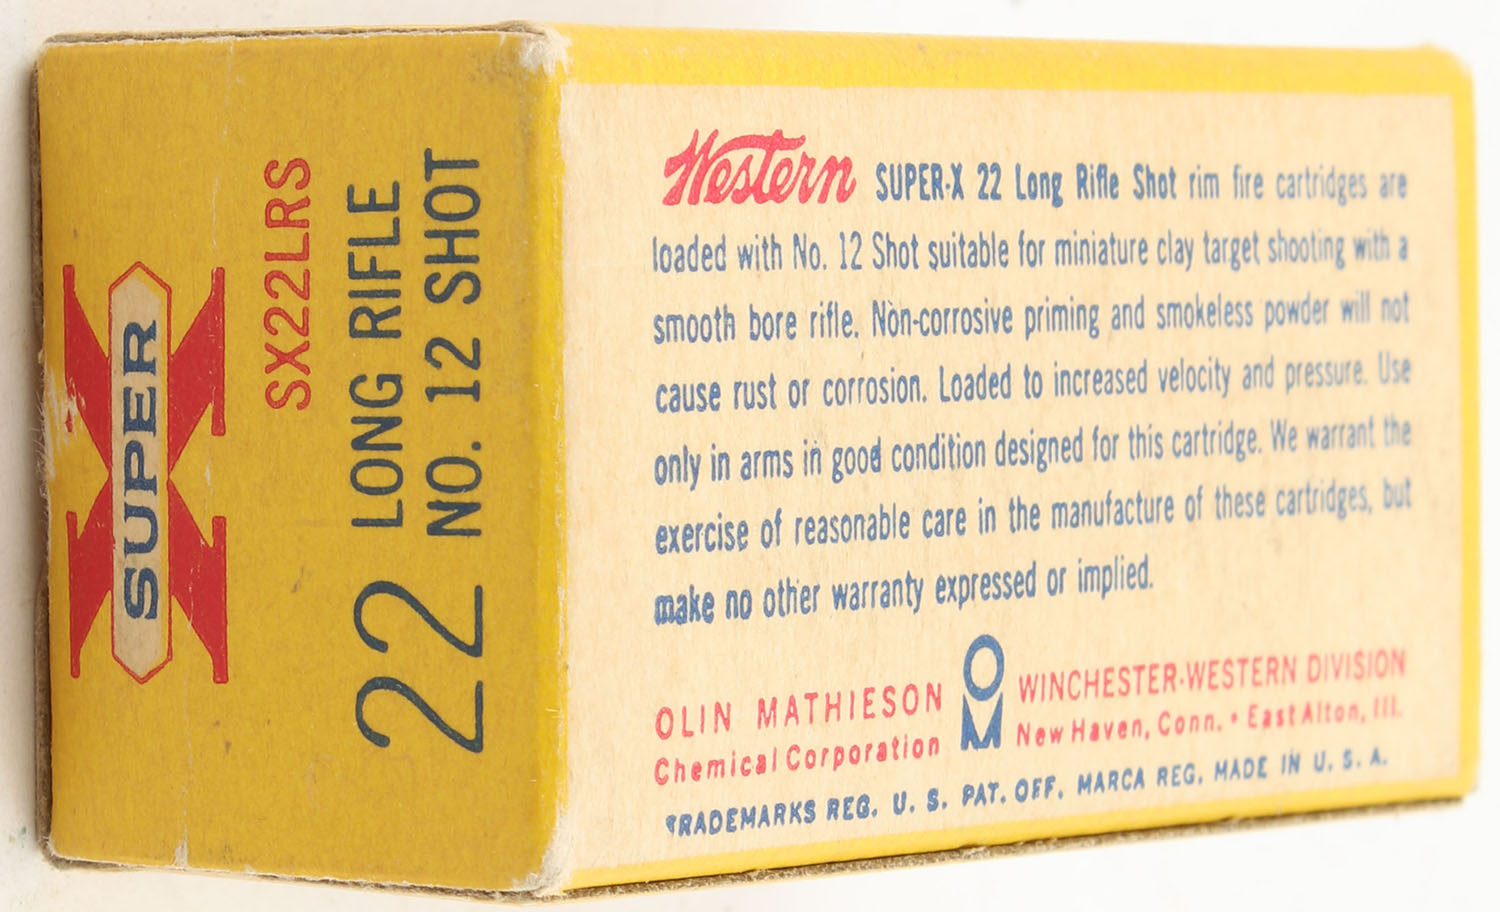 SUPER X
SX22LRS
22 LONG RIFLE
NO. 12 SHOT
Western SUPER-X 22 Long Rifle Shot rim fire cartridges are
loaded with No. 12 Shot suitable for miniature clay target shooting with a
smooth bore rifle. Non-corrosive priming and smokeless powder will not
cause rust or corrosion. Loaded to increased velocity and pressure. Use
only in arms in good condition designed for this cartridge. We warrant the
exercise of reasonable care in the manufacture of these cartridges, but
make no other warranty expressed or implied.
OLIN MATHIESON
Chemical Corporation
OM
WINCHESTER-WESTERN DIVISION
New Haven, Conn. • East Alton, Ill.
TRADEMARKS REG. U. S. PAT. OFF. MARCA REG. MADE IN U. S. A.